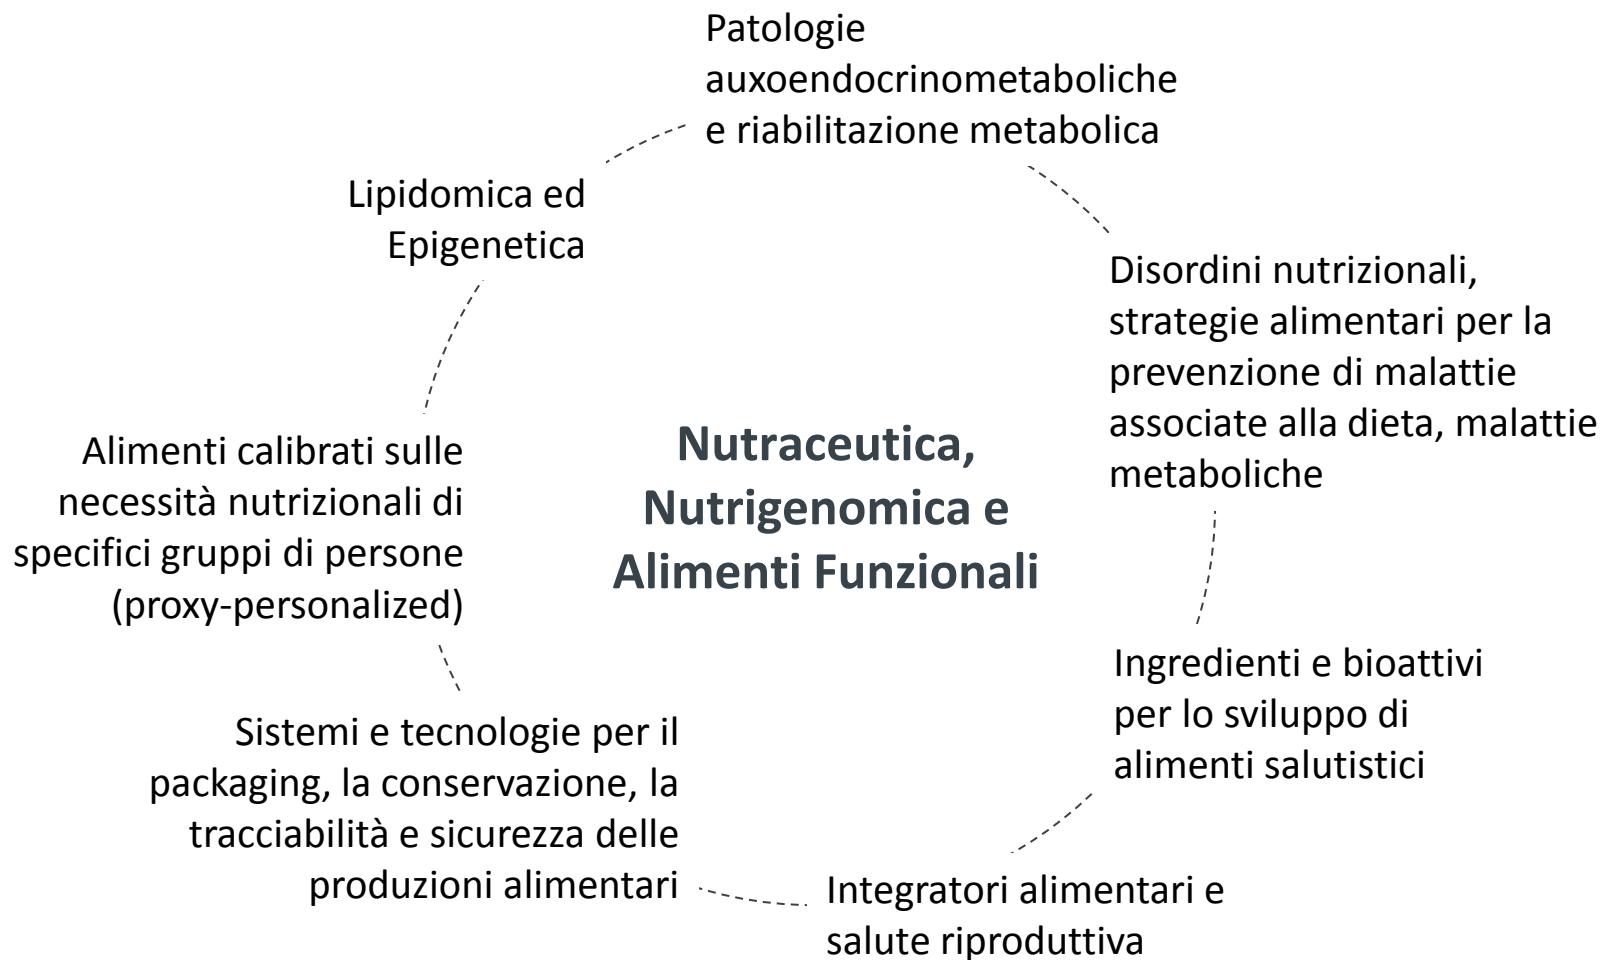 Patologie
auxoendocrinometaboliche
e riabilitazione metabolica
Lipidomica ed
Epigenetica
Disordini nutrizionali,
strategie alimentari per la
prevenzione di malattie
associate alla dieta, malattie
metaboliche
Alimenti calibrati sulle
necessità nutrizionali di
specifici gruppi di persone
(proxy-personalized)
Nutraceutica,
Nutrigenomica e
Alimenti Funzionali
Ingredienti e bioattivi
per lo sviluppo di
alimenti salutistici
Sistemi e tecnologie per il
packaging, la conservazione, la
tracciabilità e sicurezza delle
produzioni alimentari
Integratori alimentari e
salute riproduttiva